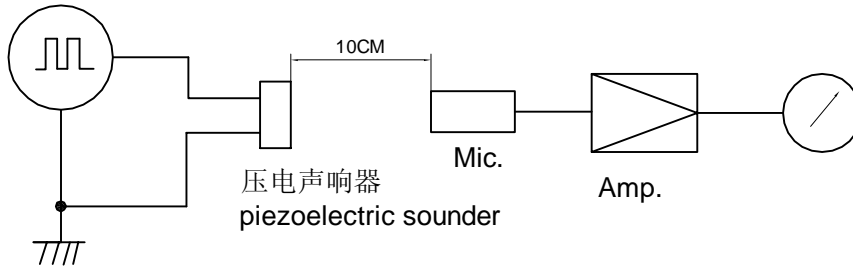 10CM
Mic.
Amp.
压电声响器
piezoelectric sounder